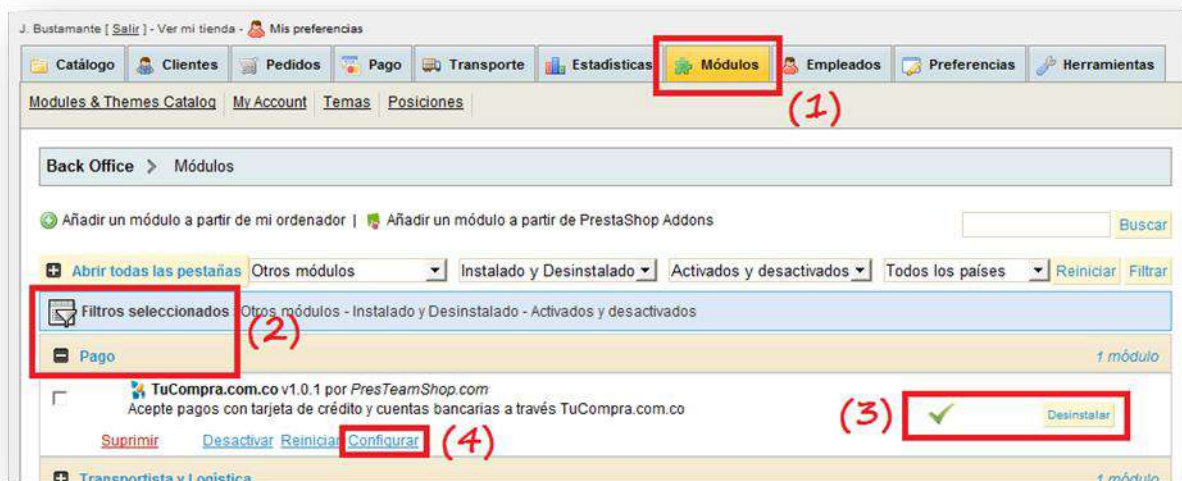 J. Bustamante [ Salir ] - Ver mi tienda - Mis preferencias
Catálogo Clientes Pedidos Pago Transporte Estadísticas Módulos Empleados Preferencias Herramientas
(1)
Modules & Themes Catalog My Account Temas Posiciones
Back Office > Módulos
Añadir un módulo a partir de mi ordenador | Añadir un módulo a partir de PrestaShop Addons Buscar
Abrir todas las pestañas Otros módulos Instalado y Desinstalado Activados y desactivados Todos los países Reiniciar Filtrar
Filtros seleccionados : Otros módulos - Instalado y Desinstalado - Activados y desactivados
(2)
Pago 1 módulo
TuCompra.com.co v1.0.1 por PresTeamShop.com
Acepte pagos con tarjeta de crédito y cuentas bancarias a través TuCompra.com.co
(3) Desinstalar
Suprimir Desactivar Reiniciar Configurar (4)
Transportista y Logística 1 módulo